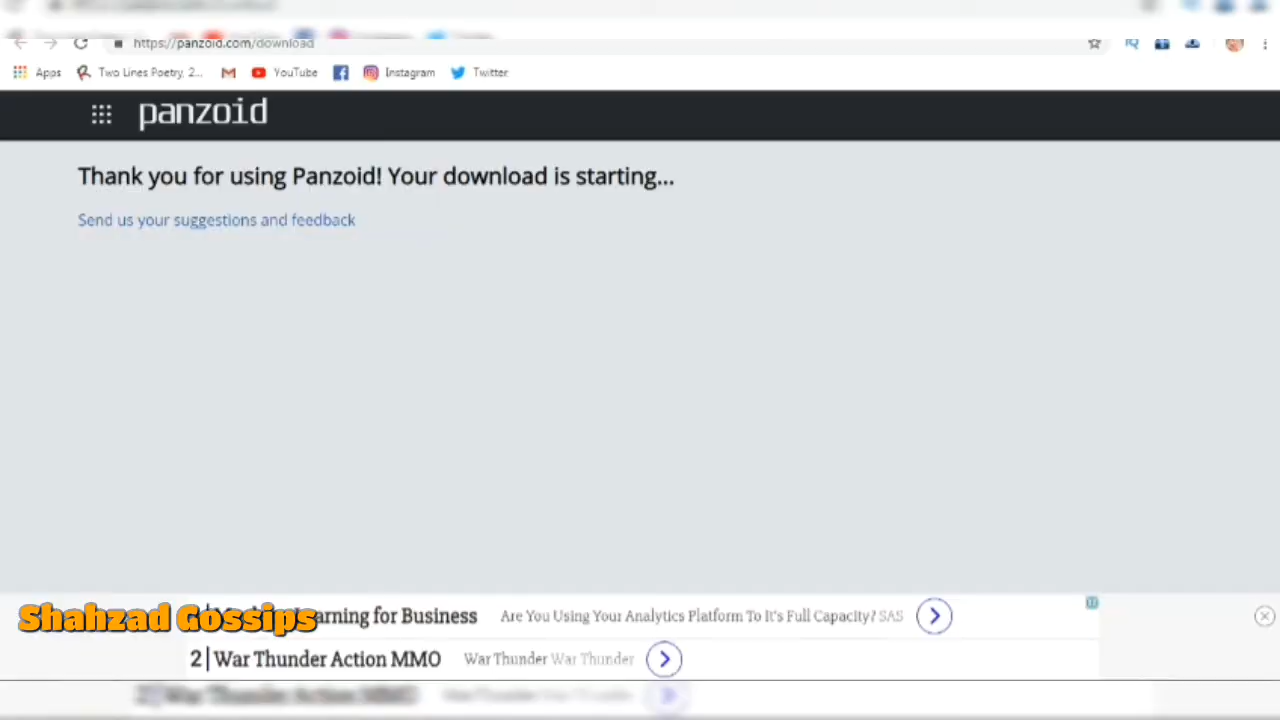 https://panzoid.com/download
Apps Two Lines Poetry, 2... YouTube Instagram Twitter
panzoid
Thank you for using Panzoid! Your download is starting...
Send us your suggestions and feedback
Shahzad Gossips
arning for Business Are You Using Your Analytics Platform To It's Full Capacity? SAS
2 | War Thunder Action MMO War Thunder War Thunder